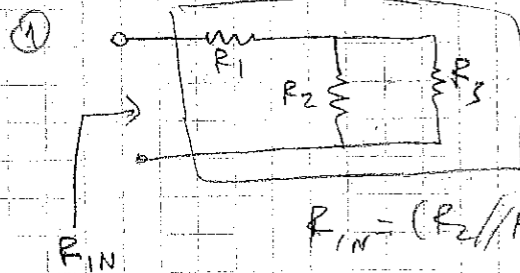 ①
R1
R2
R3
RIN
RIN = (R2//